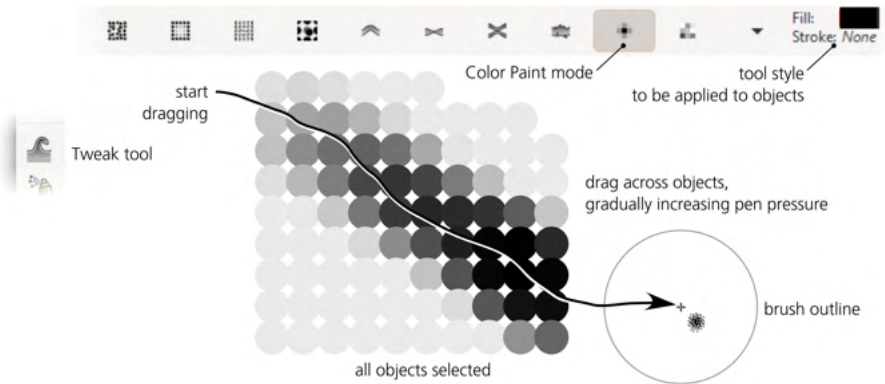 Fill:
Stroke: None
Color Paint mode
tool style
to be applied to objects
start
dragging
Tweak tool
drag across objects,
gradually increasing pen pressure
brush outline
all objects selected